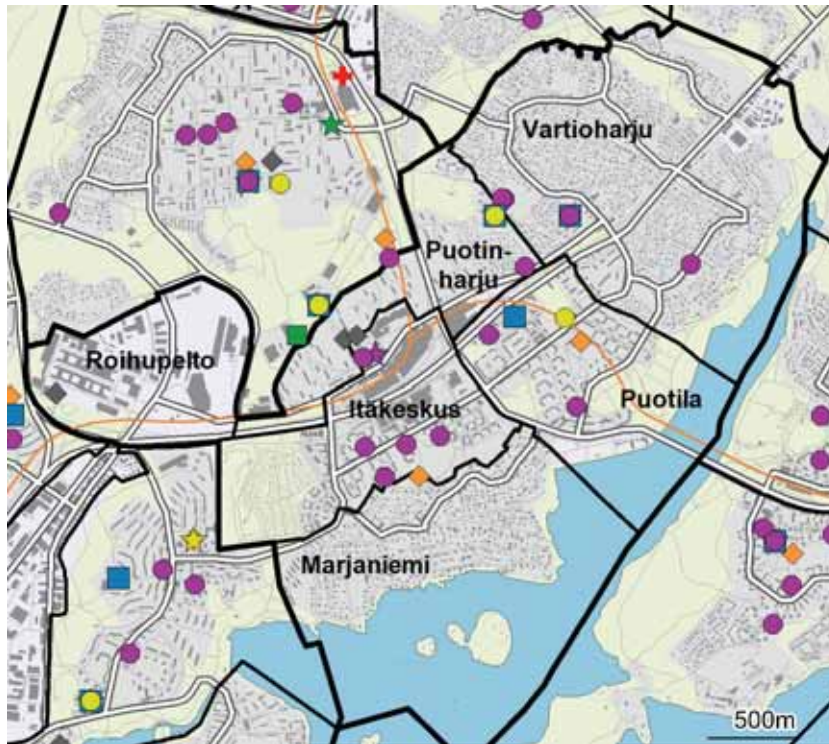 Vartioharju
Puotin-
harju
Roihupelto
Itäkeskus
Puotila
Marjaniemi
500m